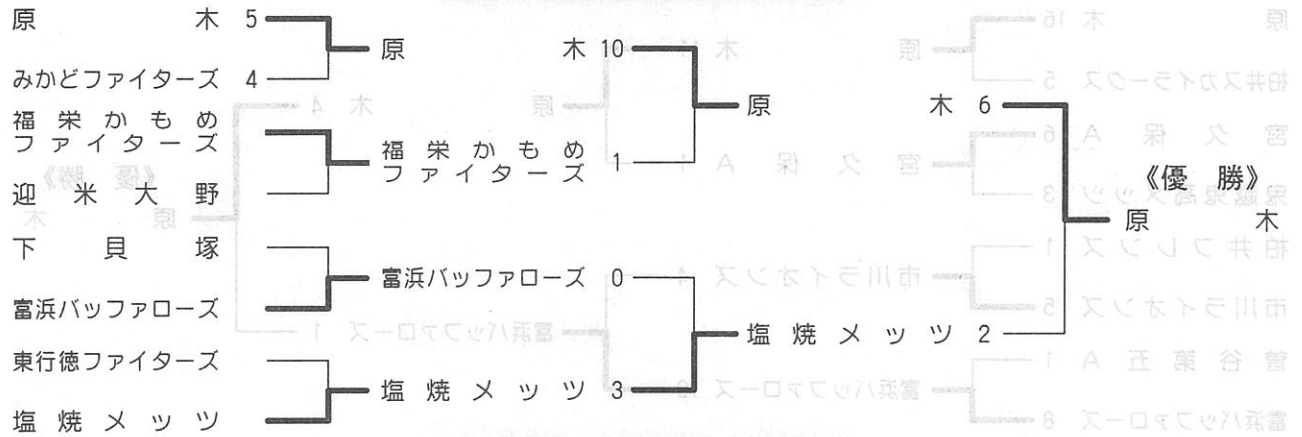 原 木 5
みかどファイターズ 4
福栄かもめ
ファイターズ
迎米大野
下貝塚
富浜バッファローズ
東行徳ファイターズ
塩焼メッツ
原 木 10
福栄かもめ
ファイターズ 1
富浜バッファローズ 0
塩焼メッツ 3
原 木 6
塩焼メッツ 2
《優 勝》
原 木